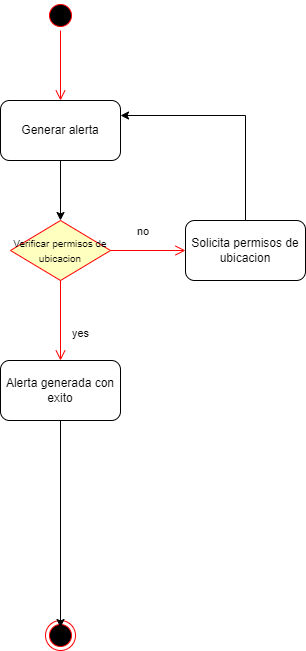 Generar alerta
Verificar permisos de
ubicacion
no
Solicita permisos de
ubicacion
yes
Alerta generada con
exito